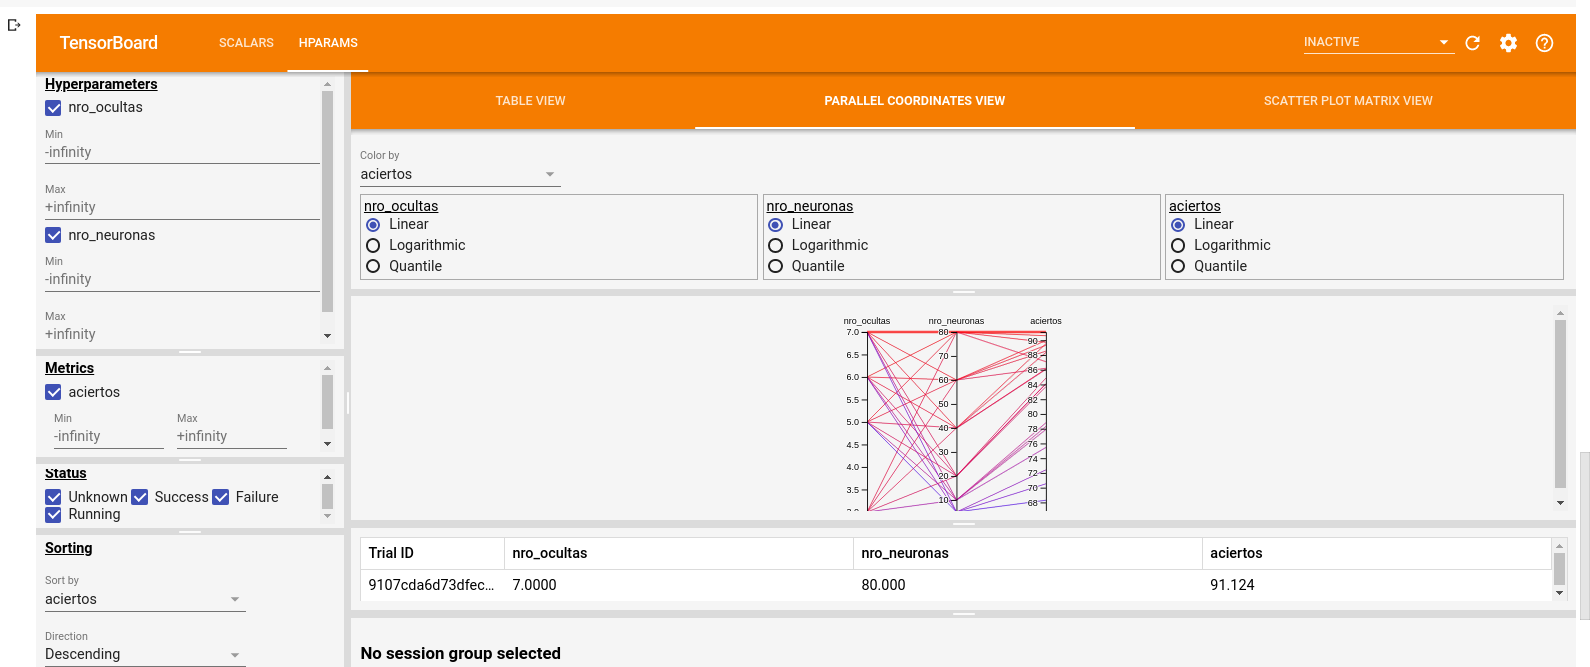 TensorBoard
SCALARS
HPARAMS
INACTIVE
Hyperparameters
nro_ocultas
Min
-infinity
Max
+infinity
nro_neuronas
Min
-infinity
Max
+infinity
Metrics
aciertos
Min
Max
-infinity
+infinity
Status
Unknown Success Failure
Running
Sorting
Sort by
aciertos
Direction
Descending
TABLE VIEW
PARALLEL COORDINATES VIEW
SCATTER PLOT MATRIX VIEW
Color by
aciertos
nro_ocultas
Linear
Logarithmic
Quantile
nro_neuronas
Linear
Logarithmic
Quantile
aciertos
Linear
Logarithmic
Quantile
nro_ocultas
7.0
6.5
6.0
5.5
5.0
4.5
4.0
3.5
nro_neuronas
80
70
60
50
40
30
20
10
aciertos
90
88
86
84
82
80
78
76
74
72
70
68
Trial ID nro_ocultas nro_neuronas aciertos
9107cda6d73dfec... 7.0000 80.000 91.124
No session group selected